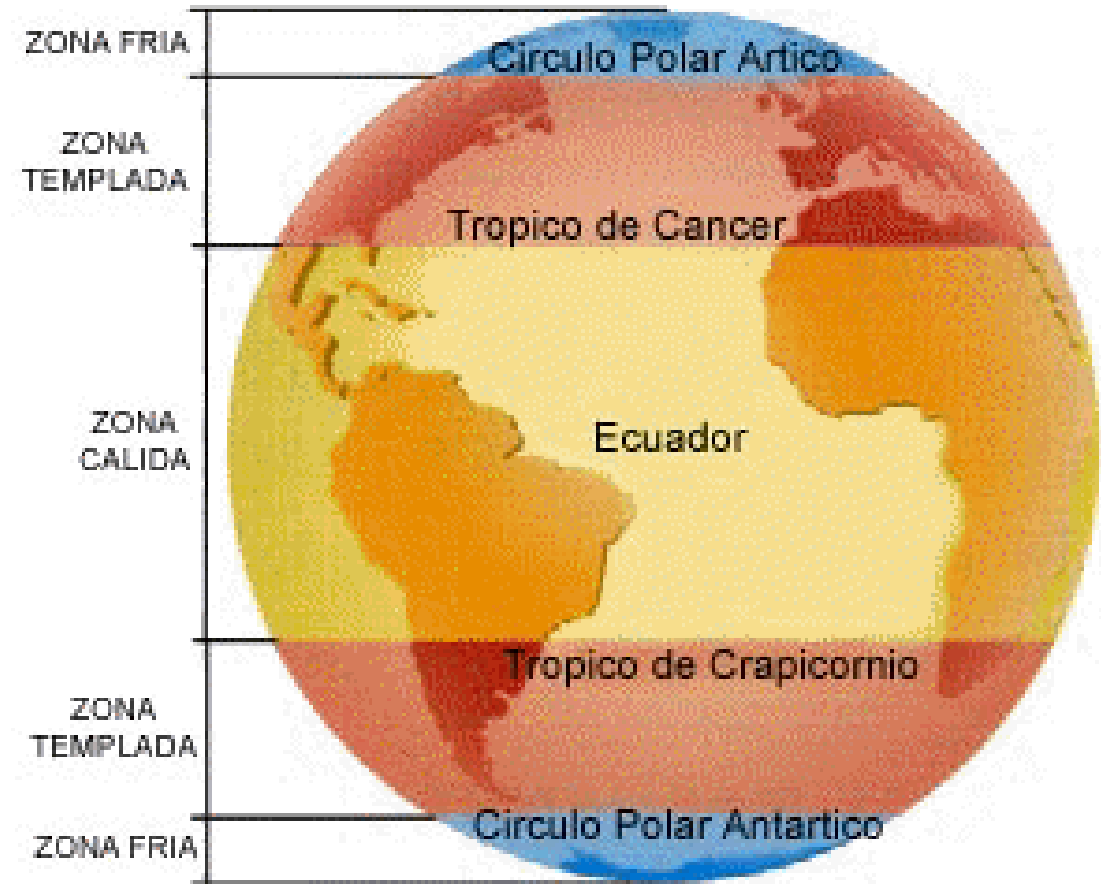 ZONA FRIA
Circulo Polar Artico
ZONA
TEMPLADA
Tropico de Cancer
ZONA
CALIDA
Ecuador
Tropico de Crapicornio
ZONA
TEMPLADA
Circulo Polar Antartico
ZONA FRIA